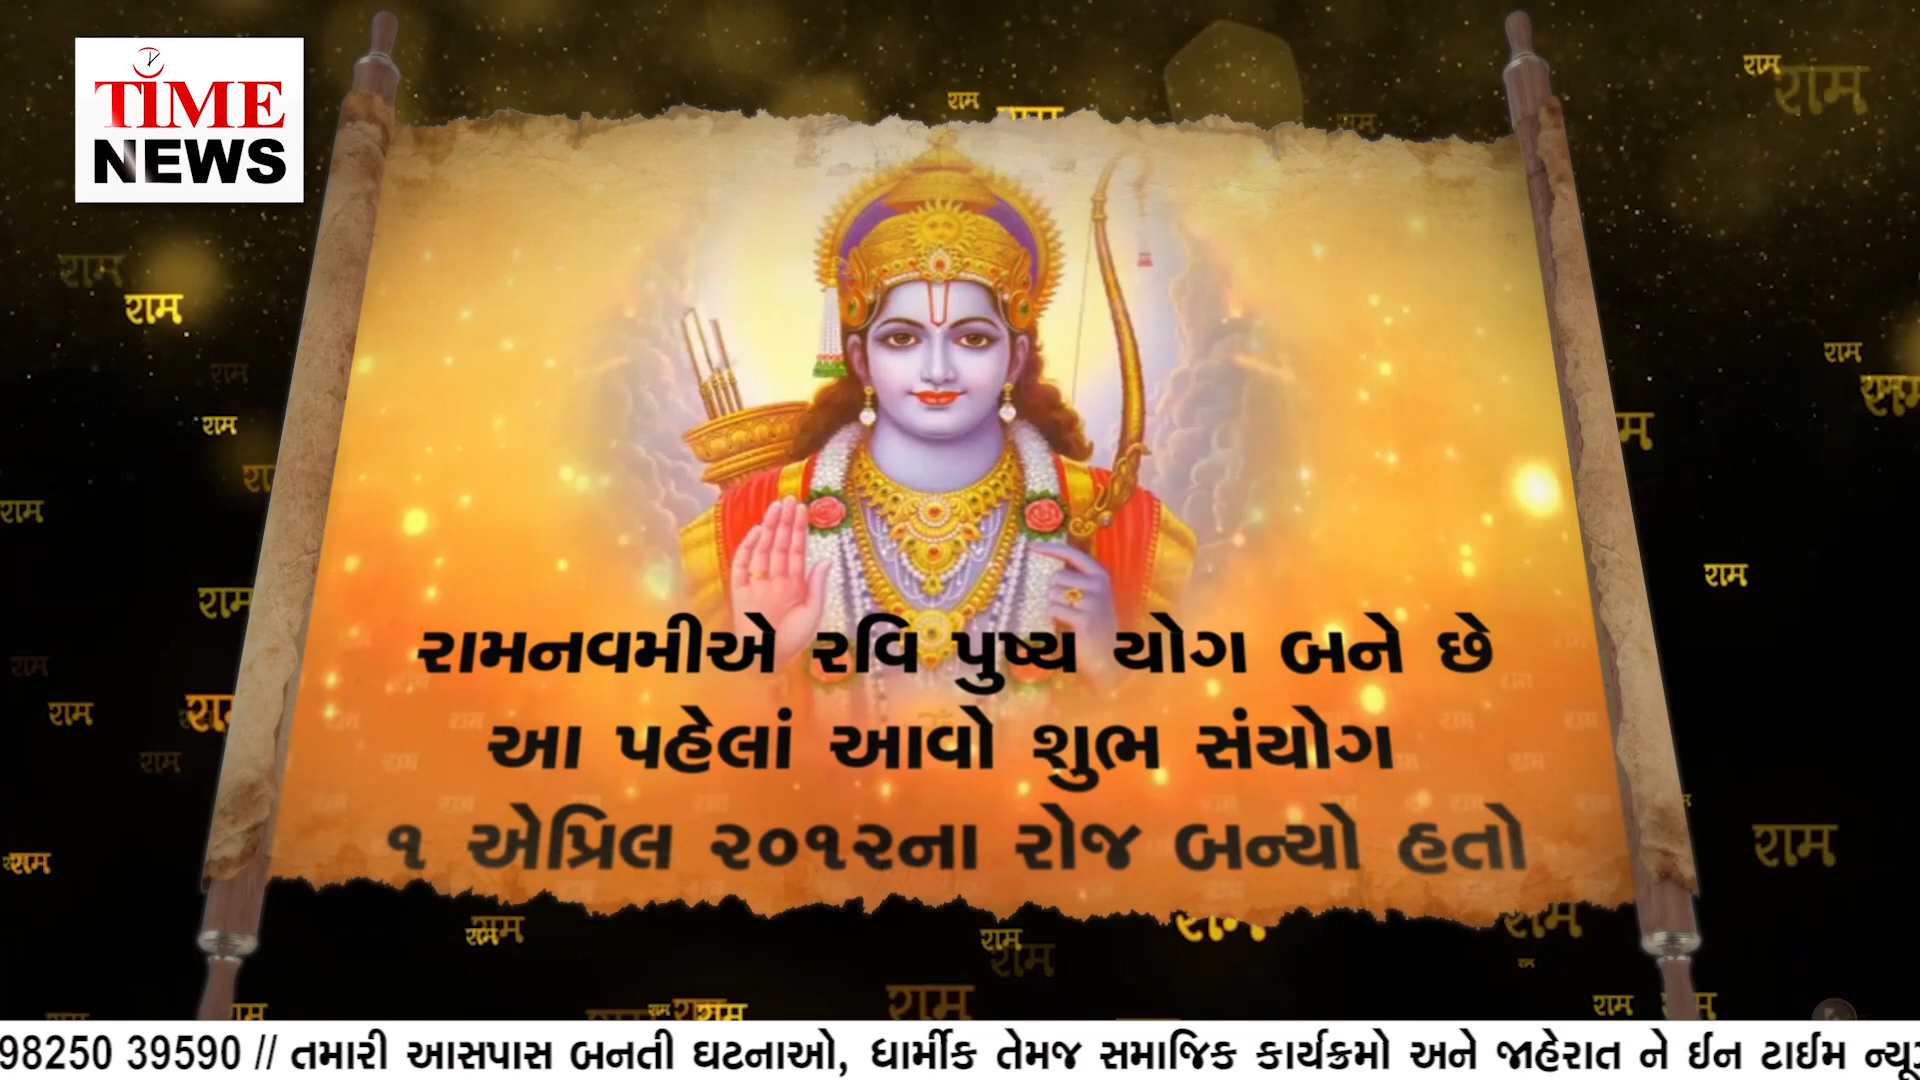 TIME
NEWS
રામનવમીએ રવિ પુષ્ય યોગ બને છે
આ પહેલાં આવો શુભ સંયોગ
૧ એપ્રિલ ૨૦૧૨ના રોજ બન્યો હતો
राम
राम
राम
राम
राम
राम
राम
राम
98250 39590 // તમારી આસપાસ બનતી ઘટનાઓ, ધાર્મીક તેમજ સમાજિક કાર્યક્રમો અને જાહેરાત ને ઈન ટાઈમ